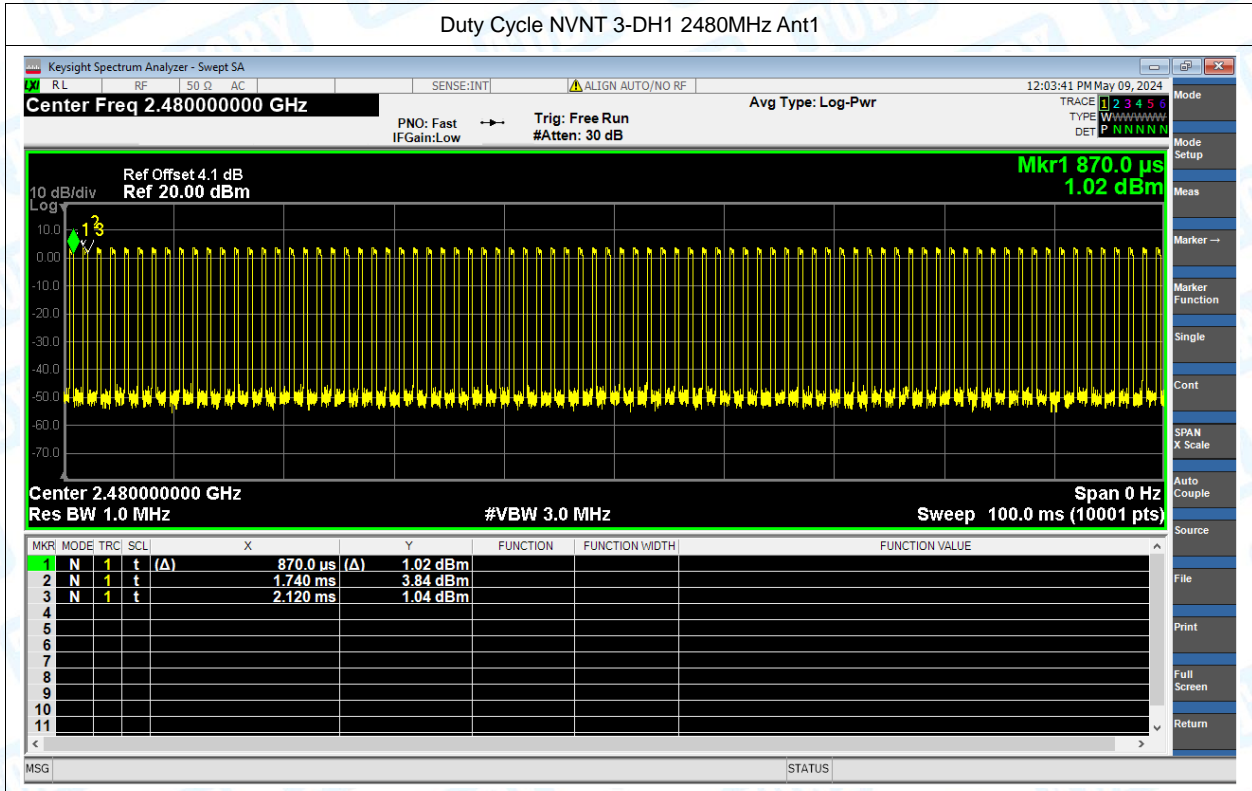 Duty Cycle NVNT 3-DH1 2480MHz Ant1
Keysight Spectrum Analyzer - Swept SA
LXI RL RF 50 Ω AC SENSE:INT ALIGN AUTO/NO RF 12:03:41 PM May 09, 2024
Center Freq 2.480000000 GHz
Avg Type: Log-Pwr
TRACE 1 2 3 4 5 6
TYPE WWWWWWW
DET P N N N N N
PNO: Fast
IFGain:Low
Trig: Free Run
#Atten: 30 dB
Mkr1 870.0 µs
1.02 dBm
Ref Offset 4.1 dB
Ref 20.00 dBm
10 dB/div
Log
1 2 3
10.0
0.00
-10.0
-20.0
-30.0
-40.0
-50.0
-60.0
-70.0
Center 2.480000000 GHz Span 0 Hz
Res BW 1.0 MHz #VBW 3.0 MHz Sweep 100.0 ms (10001 pts)
MKR MODE TRC SCL X Y FUNCTION FUNCTION WIDTH FUNCTION VALUE
1 N 1 t (Δ) 870.0 µs (Δ) 1.02 dBm
2 N 1 t 1.740 ms 3.84 dBm
3 N 1 t 2.120 ms 1.04 dBm
4
5
6
7
8
9
10
11
MSG STATUS
Mode
Mode Setup
Meas
Marker →
Marker Function
Single
Cont
SPAN X Scale
Auto Couple
Source
File
Print
Full Screen
Return
TOBY